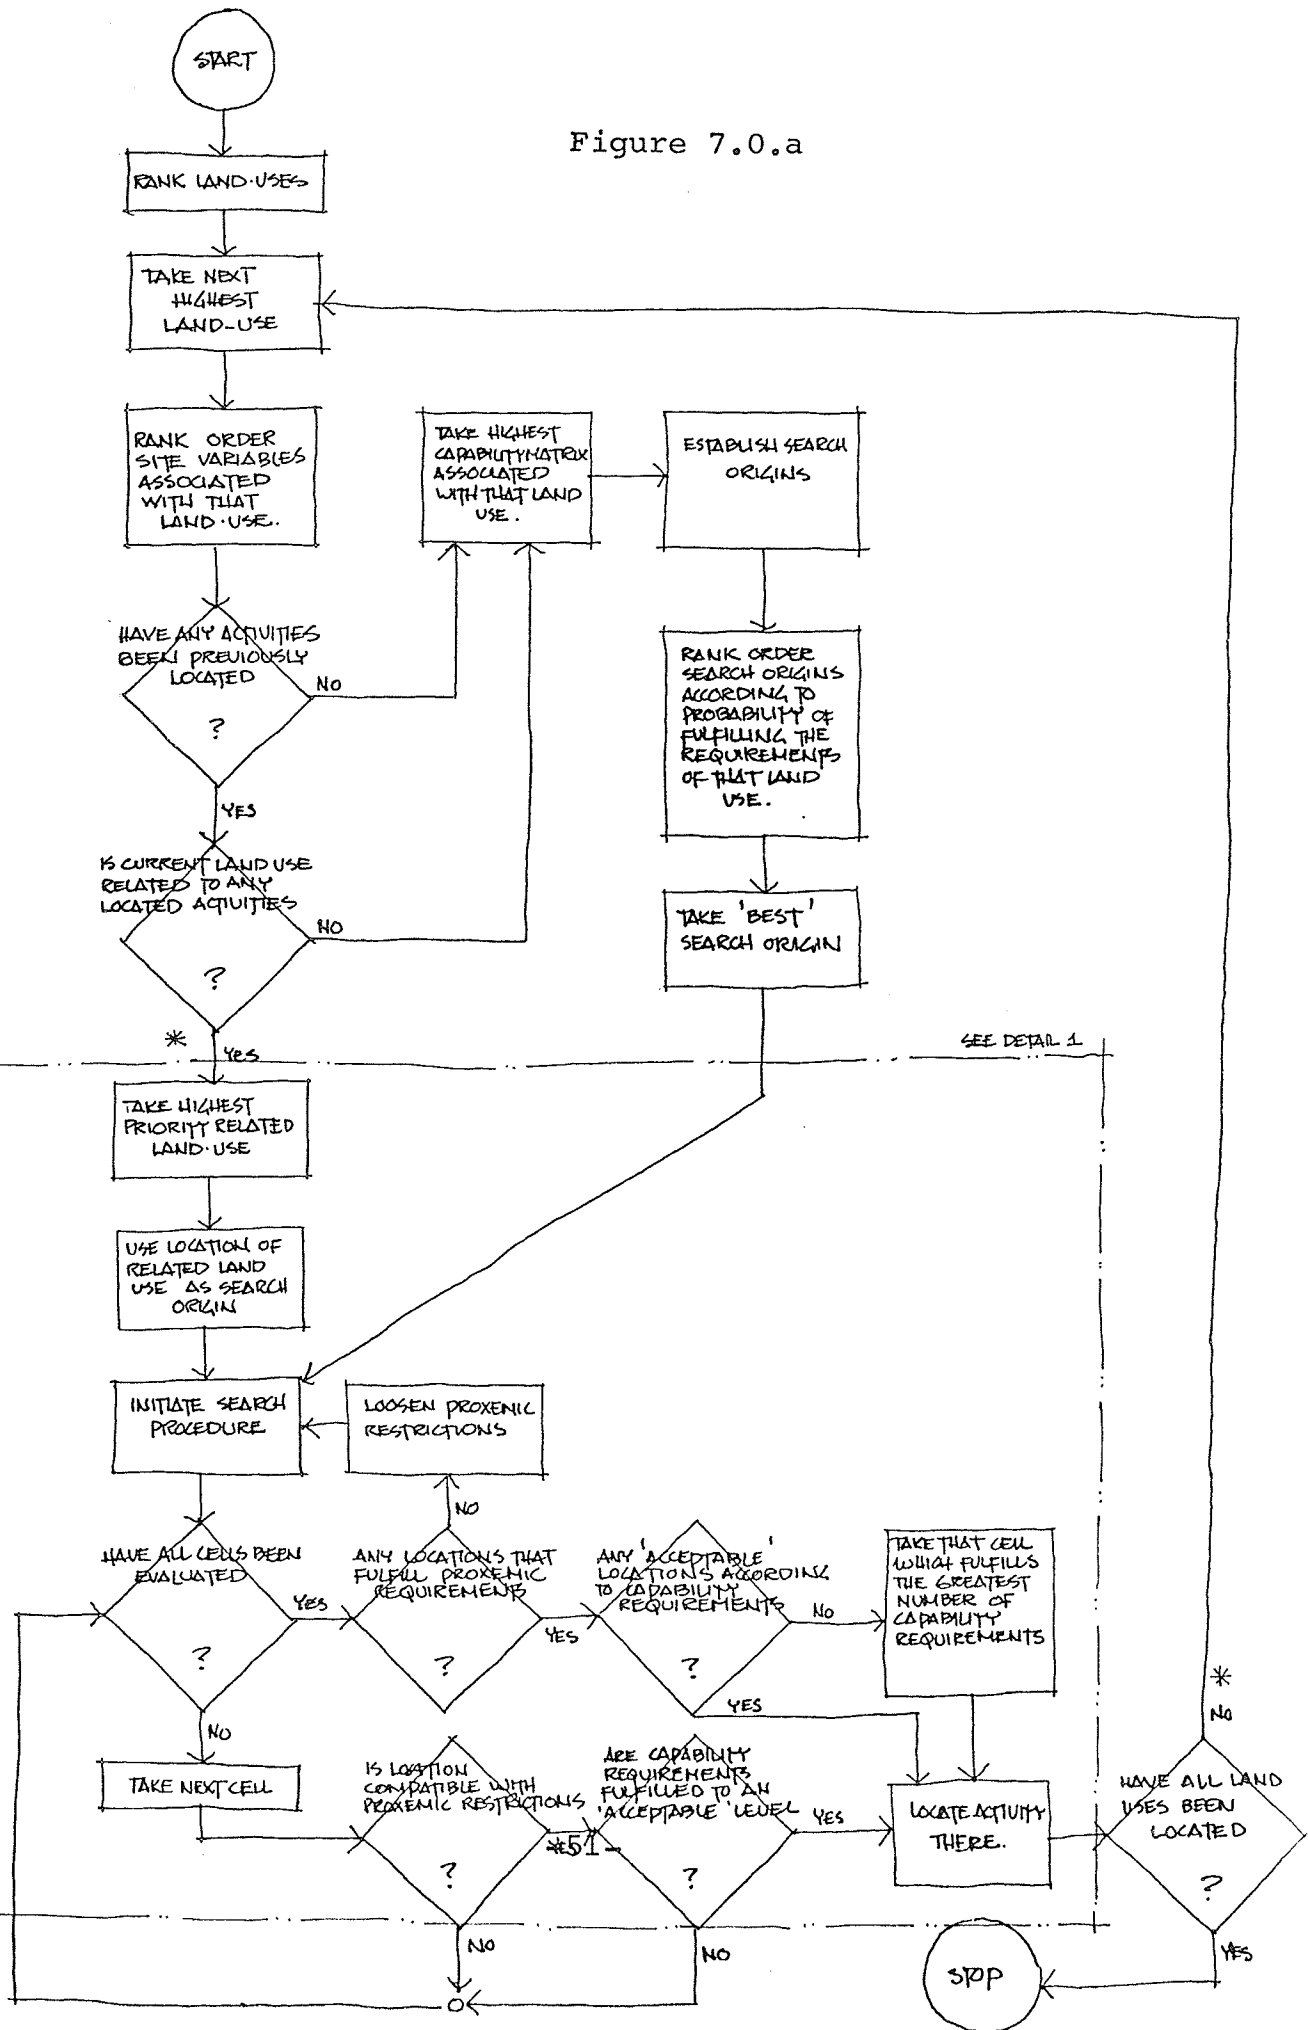 START
Figure 7.0.a
RANK LAND·USES
TAKE NEXT
HIGHEST
LAND-USE
RANK ORDER
SITE VARIABLES
ASSOCIATED
WITH THAT
LAND·USE.
TAKE HIGHEST
CAPABILITY MATRIX
ASSOCIATED
WITH THAT LAND
USE.
ESTABLISH SEARCH
ORIGINS
HAVE ANY ACTIVITIES
BEEN PREVIOUSLY
LOCATED
?
NO
YES
RANK ORDER
SEARCH ORIGINS
ACCORDING TO
PROBABILITY OF
FULFILLING THE
REQUIREMENTS
OF THAT LAND
USE.
IS CURRENT LAND USE
RELATED TO ANY
LOCATED ACTIVITIES
?
NO
TAKE 'BEST'
SEARCH ORIGIN
*
YES
SEE DETAIL 1
TAKE HIGHEST
PRIORITY RELATED
LAND·USE
USE LOCATION OF
RELATED LAND
USE AS SEARCH
ORIGIN
INITIATE SEARCH
PROCEDURE
LOOSEN PROXENIC
RESTRICTIONS
NO
HAVE ALL CELLS BEEN
EVALUATED
?
YES
ANY LOCATIONS THAT
FULFILL PROXEMIC
REQUIREMENTS
?
YES
ANY 'ACCEPTABLE'
LOCATIONS ACCORDING
TO CAPABILITY
REQUIREMENTS
?
NO
YES
TAKE THAT CELL
WHICH FULFILLS
THE GREATEST
NUMBER OF
CAPABILITY
REQUIREMENTS
NO
TAKE NEXT CELL
IS LOCATION
COMPATIBLE WITH
PROXEMIC RESTRICTIONS
?
-51-
ARE CAPABILITY
REQUIREMENTS
FULFILLED TO AN
'ACCEPTABLE' LEVEL
?
YES
LOCATE ACTIVITY
THERE.
*
NO
HAVE ALL LAND
USES BEEN
LOCATED
?
YES
NO
NO
STOP